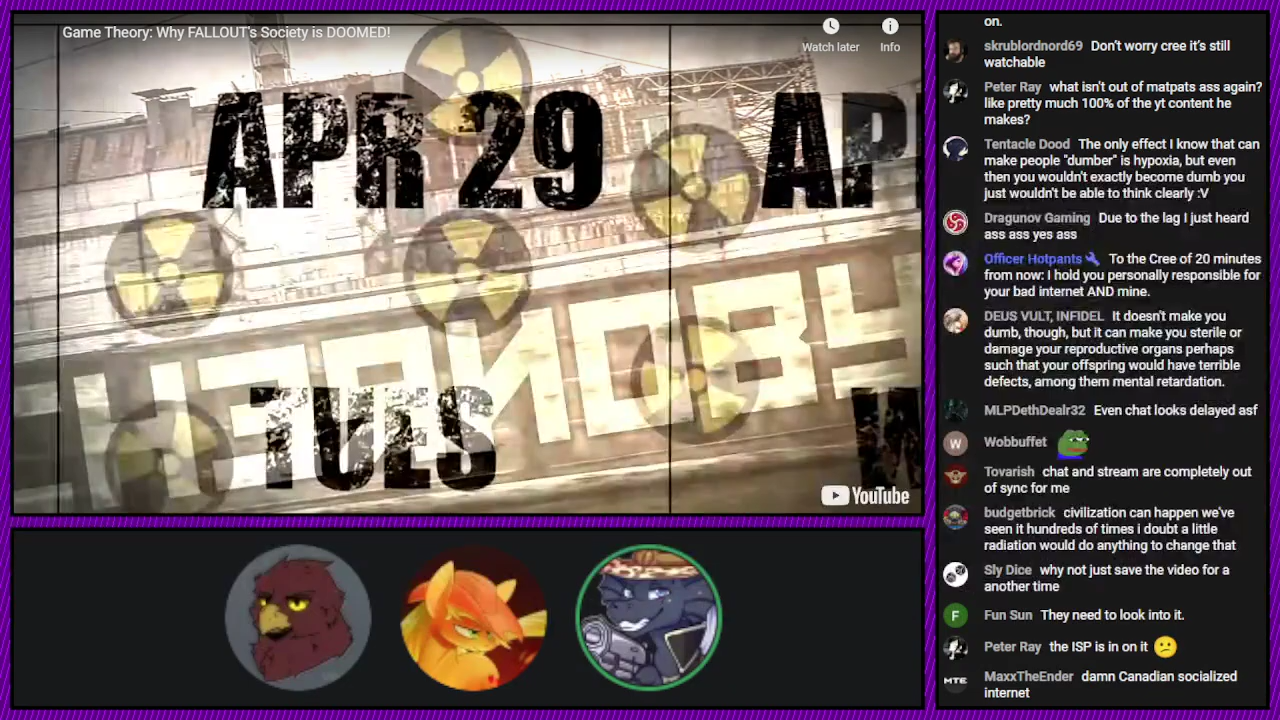 Game Theory: Why FALLOUT's Society is DOOMED!
Watch later
Info
APR 29
TUES
YouTube
on.
skrublordnord69 Don't worry cree it's still
watchable
Peter Ray what isn't out of matpats ass again?
like pretty much 100% of the yt content he
makes?
Tentacle Dood The only effect I know that can
make people "dumber" is hypoxia, but even
then you wouldn't exactly become dumb you
just wouldn't be able to think clearly :V
Dragunov Gaming Due to the lag I just heard
ass ass yes ass
Officer Hotpants To the Cree of 20 minutes
from now: I hold you personally responsible for
your bad internet AND mine.
DEUS VULT, INFIDEL It doesn't make you
dumb, though, but it can make you sterile or
damage your reproductive organs perhaps
such that your offspring would have terrible
defects, among them mental retardation.
MLPDethDealr32 Even chat looks delayed asf
W Wobbuffet
Tovarish chat and stream are completely out
of sync for me
budgetbrick civilization can happen we've
seen it hundreds of times i doubt a little
radiation would do anything to change that
Sly Dice why not just save the video for a
another time
F Fun Sun They need to look into it.
Peter Ray the ISP is in on it
MTE MaxxTheEnder damn Canadian socialized
internet